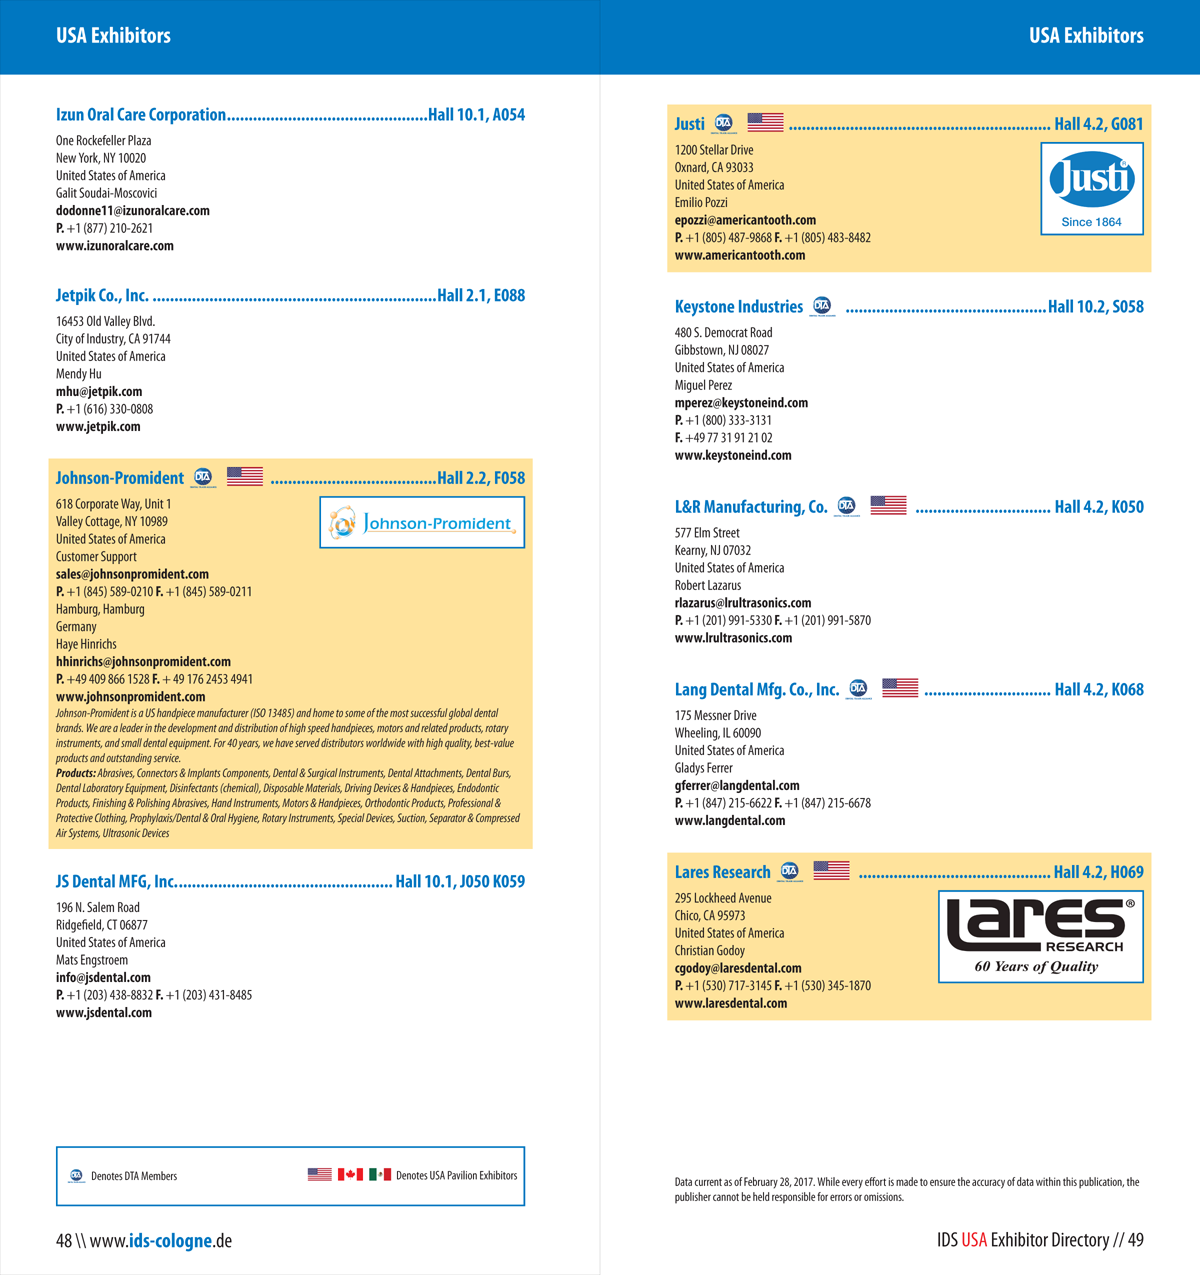 USA Exhibitors
Izun Oral Care Corporation..............................................Hall 10.1, A054
One Rockefeller Plaza
New York, NY 10020
United States of America
Galit Soudai-Moscovici
dodonne11@izunoralcare.com
P. +1 (877) 210-2621
www.izunoralcare.com
Jetpik Co., Inc. .................................................................Hall 2.1, E088
16453 Old Valley Blvd.
City of Industry, CA 91744
United States of America
Mendy Hu
mhu@jetpik.com
P. +1 (616) 330-0808
www.jetpik.com
Johnson-Promident DTA ......................................Hall 2.2, F058
618 Corporate Way, Unit 1
Valley Cottage, NY 10989
United States of America
Customer Support
sales@johnsonpromident.com
P. +1 (845) 589-0210 F. +1 (845) 589-0211
Hamburg, Hamburg
Germany
Haye Hinrichs
hhinrichs@johnsonpromident.com
P. +49 409 866 1528 F. + 49 176 2453 4941
www.johnsonpromident.com
Johnson-Promident
Johnson-Promident is a US handpiece manufacturer (ISO 13485) and home to some of the most successful global dental
brands. We are a leader in the development and distribution of high speed handpieces, motors and related products, rotary
instruments, and small dental equipment. For 40 years, we have served distributors worldwide with high quality, best-value
products and outstanding service.
Products: Abrasives, Connectors & Implants Components, Dental & Surgical Instruments, Dental Attachments, Dental Burs,
Dental Laboratory Equipment, Disinfectants (chemical), Disposable Materials, Driving Devices & Handpieces, Endodontic
Products, Finishing & Polishing Abrasives, Hand Instruments, Motors & Handpieces, Orthodontic Products, Professional &
Protective Clothing, Prophylaxis/Dental & Oral Hygiene, Rotary Instruments, Special Devices, Suction, Separator & Compressed
Air Systems, Ultrasonic Devices
JS Dental MFG, Inc.................................................. Hall 10.1, J050 K059
196 N. Salem Road
Ridgefield, CT 06877
United States of America
Mats Engstroem
info@jsdental.com
P. +1 (203) 438-8832 F. +1 (203) 431-8485
www.jsdental.com
DTA Denotes DTA Members
Denotes USA Pavilion Exhibitors
48 \\ www.ids-cologne.de
USA Exhibitors
Justi DTA ............................................................ Hall 4.2, G081
1200 Stellar Drive
Oxnard, CA 93033
United States of America
Emilio Pozzi
epozzi@americantooth.com
P. +1 (805) 487-9868 F. +1 (805) 483-8482
www.americantooth.com
Justi®
Since 1864
Keystone Industries DTA ..............................................Hall 10.2, S058
480 S. Democrat Road
Gibbstown, NJ 08027
United States of America
Miguel Perez
mperez@keystoneind.com
P. +1 (800) 333-3131
F. +49 77 31 91 21 02
www.keystoneind.com
L&R Manufacturing, Co. DTA ............................... Hall 4.2, K050
577 Elm Street
Kearny, NJ 07032
United States of America
Robert Lazarus
rlazarus@lrultrasonics.com
P. +1 (201) 991-5330 F. +1 (201) 991-5870
www.lrultrasonics.com
Lang Dental Mfg. Co., Inc. DTA ............................. Hall 4.2, K068
175 Messner Drive
Wheeling, IL 60090
United States of America
Gladys Ferrer
gferrer@langdental.com
P. +1 (847) 215-6622 F. +1 (847) 215-6678
www.langdental.com
Lares Research DTA ............................................ Hall 4.2, H069
295 Lockheed Avenue
Chico, CA 95973
United States of America
Christian Godoy
cgodoy@laresdental.com
P. +1 (530) 717-3145 F. +1 (530) 345-1870
www.laresdental.com
Lares®
RESEARCH
60 Years of Quality
Data current as of February 28, 2017. While every effort is made to ensure the accuracy of data within this publication, the
publisher cannot be held responsible for errors or omissions.
IDS USA Exhibitor Directory // 49